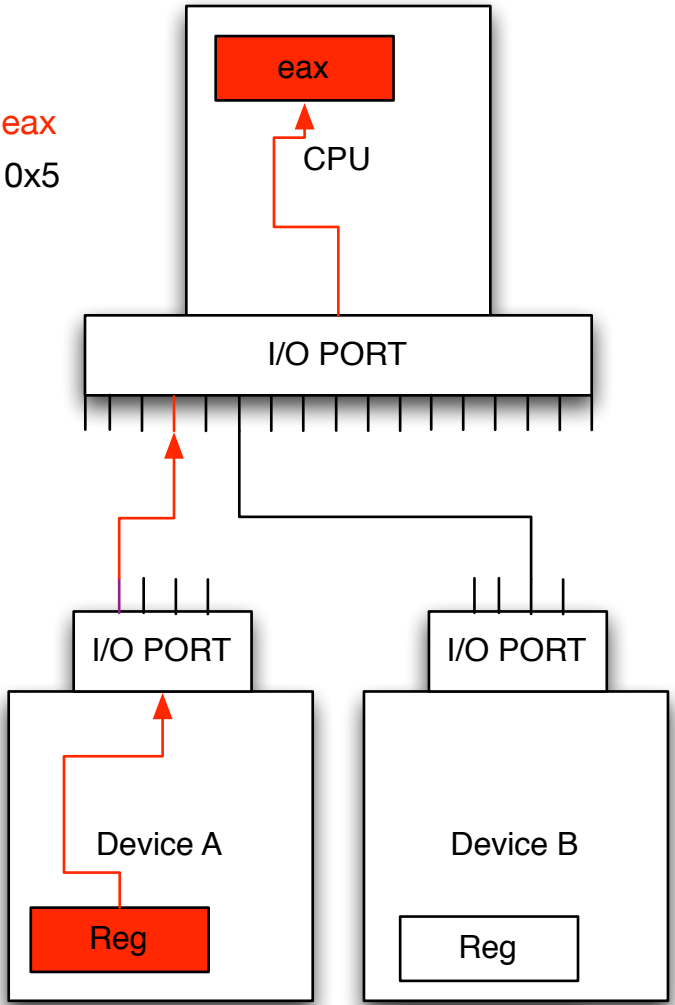 eax
eax
CPU
0x5
I/O PORT
I/O PORT
I/O PORT
Device A
Device B
Reg
Reg